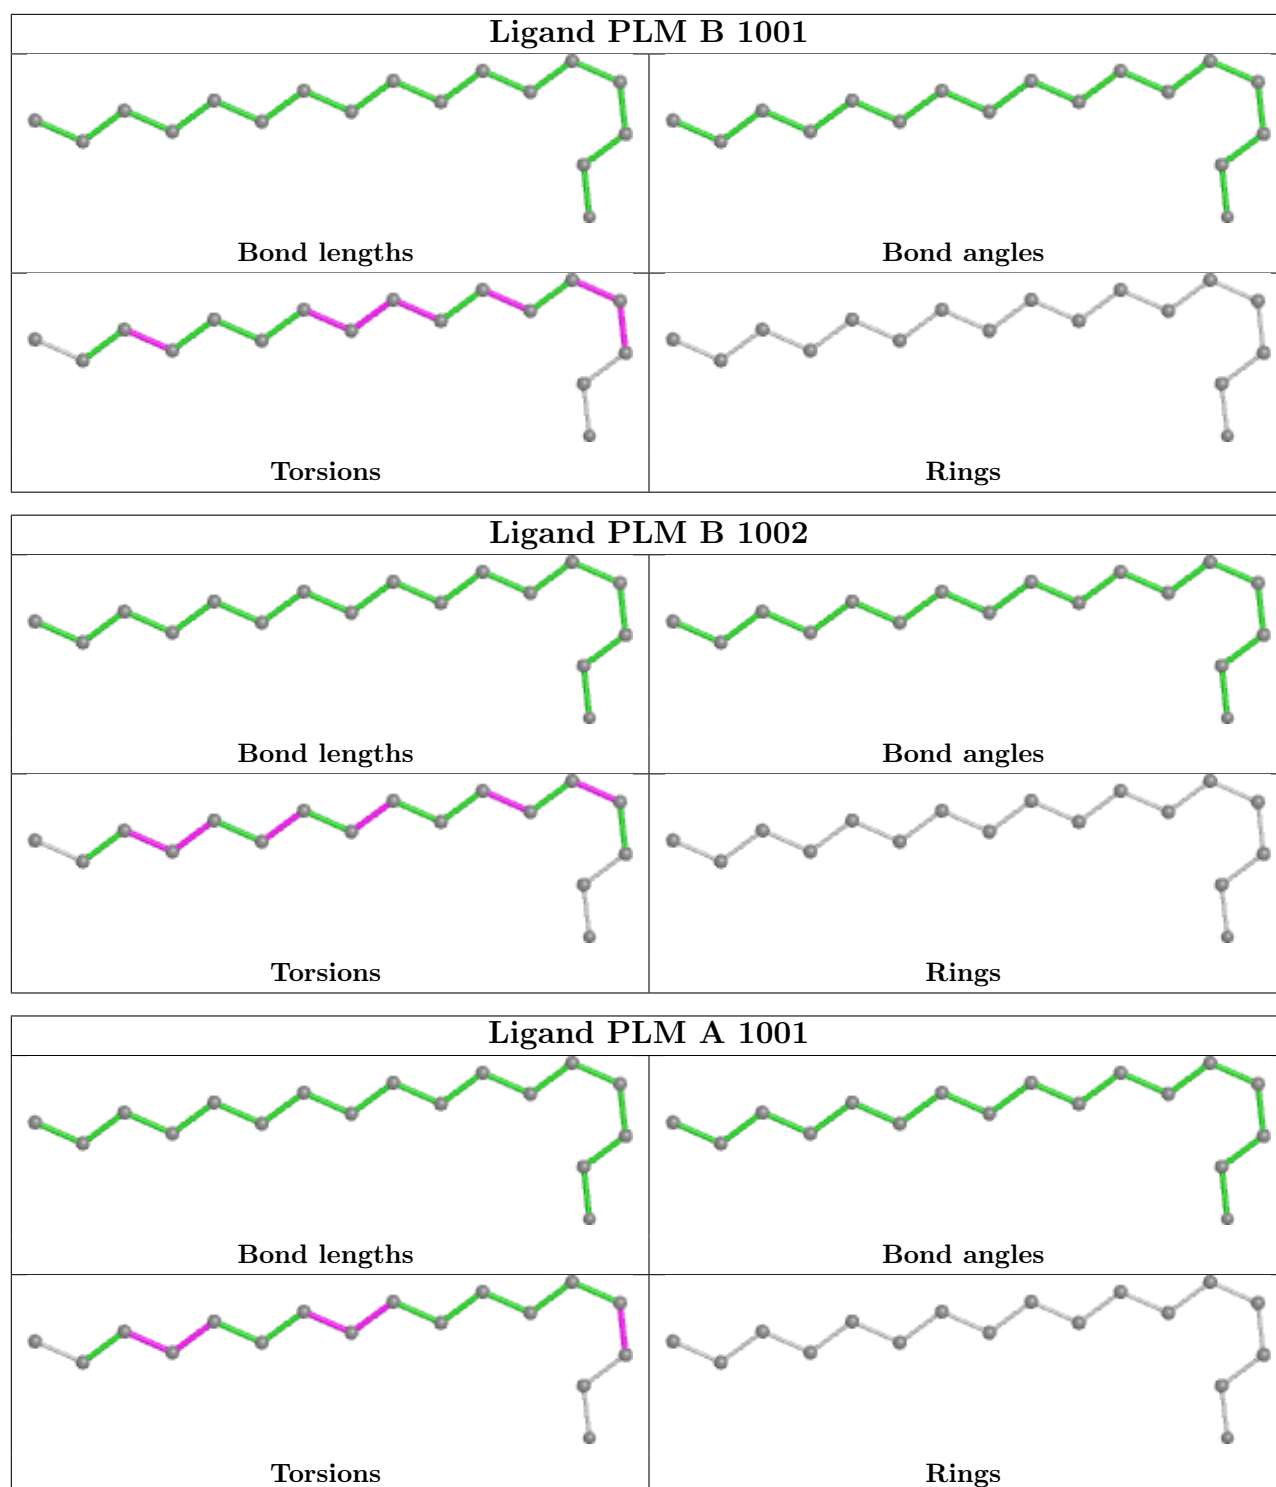 Ligand PLM B 1001
Bond lengths
Bond angles
Torsions
Rings
Ligand PLM B 1002
Bond lengths
Bond angles
Torsions
Rings
Ligand PLM A 1001
Bond lengths
Bond angles
Torsions
Rings